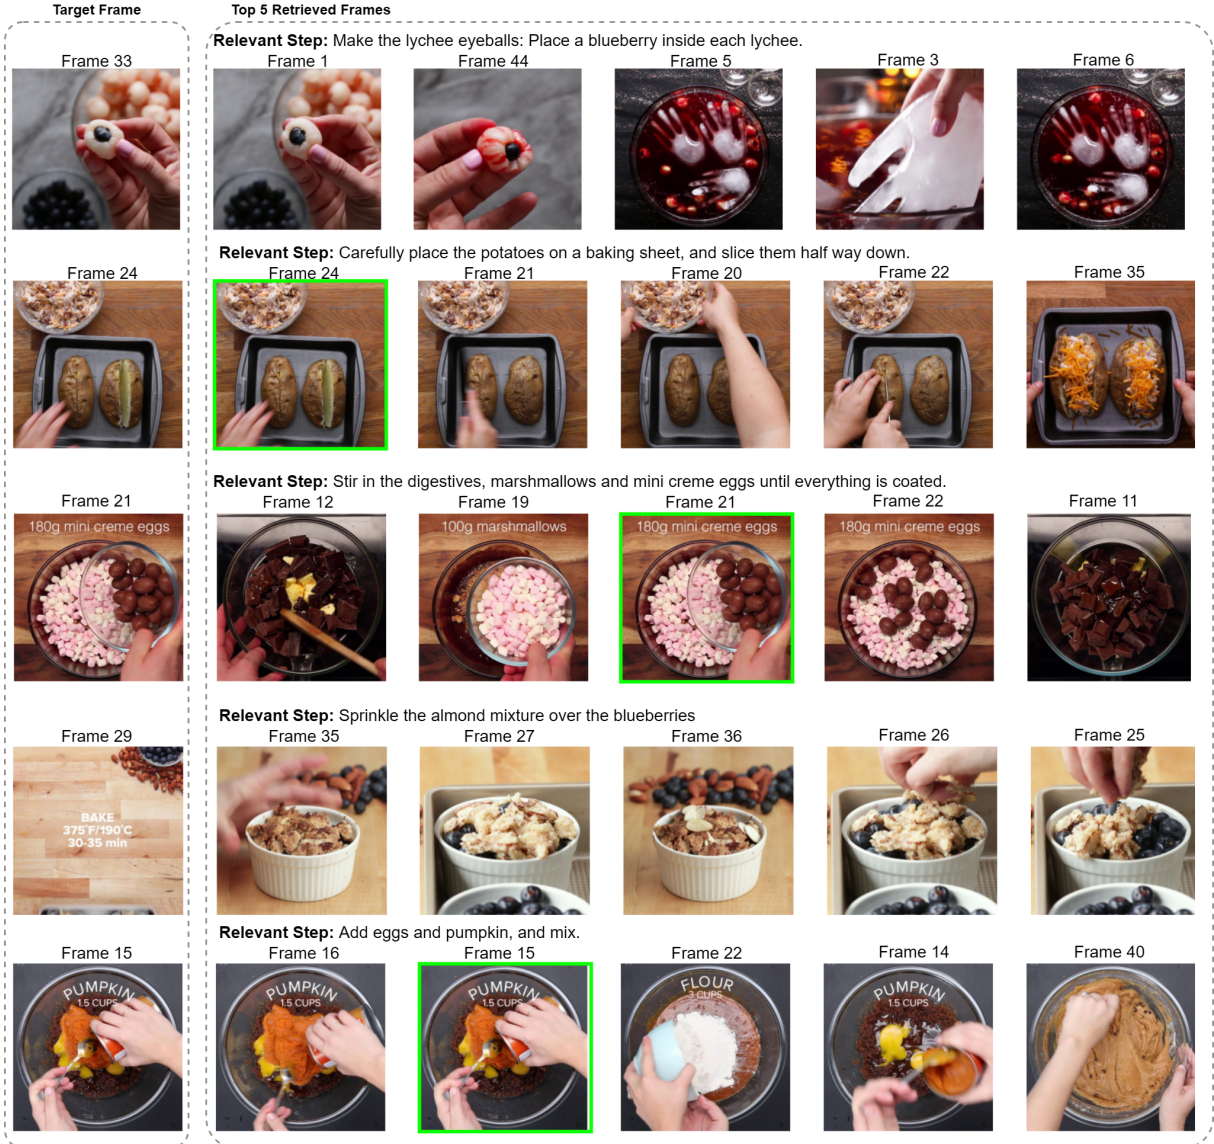 Target Frame
Top 5 Retrieved Frames
Relevant Step: Make the lychee eyeballs: Place a blueberry inside each lychee.
Frame 33
Frame 1
Frame 44
Frame 5
Frame 3
Frame 6
Relevant Step: Carefully place the potatoes on a baking sheet, and slice them half way down.
Frame 24
Frame 24
Frame 21
Frame 20
Frame 22
Frame 35
Relevant Step: Stir in the digestives, marshmallows and mini creme eggs until everything is coated.
Frame 21
Frame 12
Frame 19
Frame 21
Frame 22
Frame 11
180g mini creme eggs
100g marshmallows
180g mini creme eggs
180g mini creme eggs
Relevant Step: Sprinkle the almond mixture over the blueberries
Frame 29
Frame 35
Frame 27
Frame 36
Frame 26
Frame 25
BAKE
375°F/190°C
30-35 min
Relevant Step: Add eggs and pumpkin, and mix.
Frame 15
Frame 16
Frame 15
Frame 22
Frame 14
Frame 40
PUMPKIN
1.5 CUPS
PUMPKIN
1.5 CUPS
PUMPKIN
1.5 CUPS
FLOUR
3 CUPS
PUMPKIN
1.5 CUPS